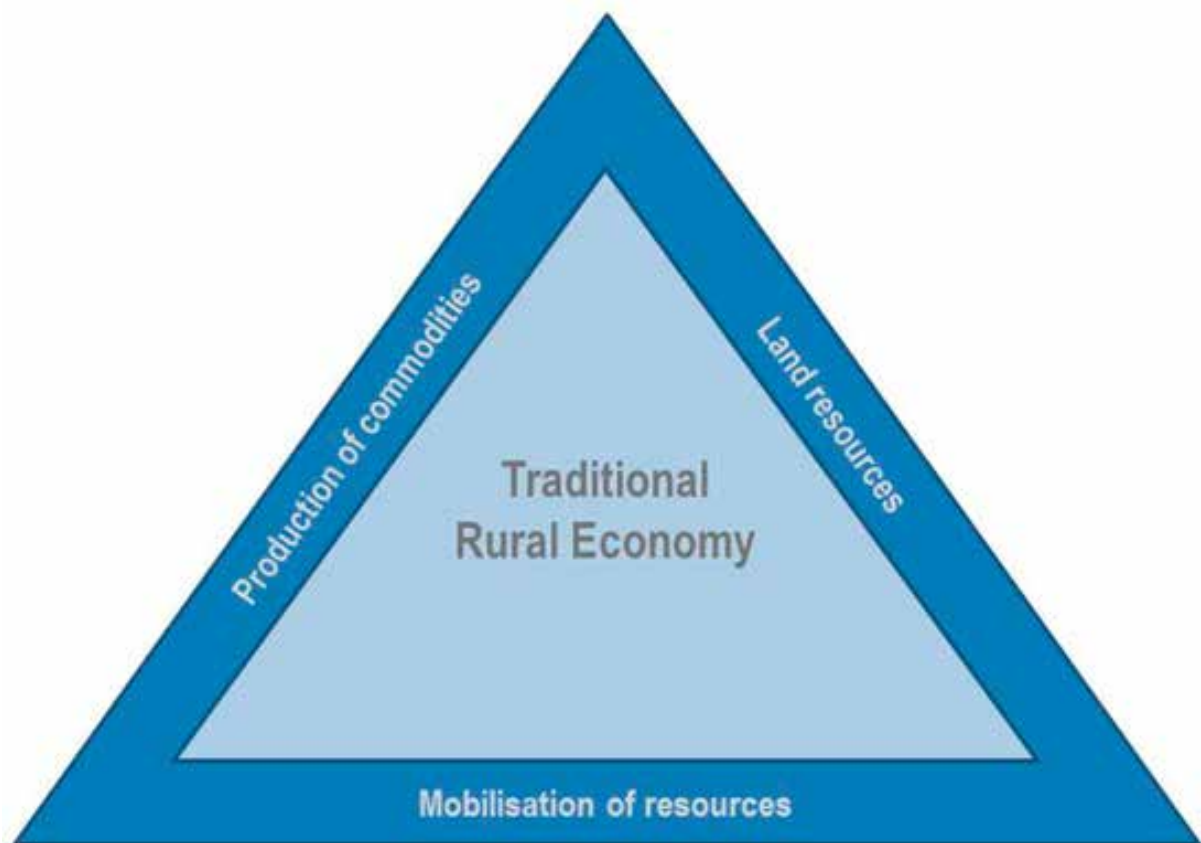 Production of commodities
Land resources
Traditional
Rural Economy
Mobilisation of resources